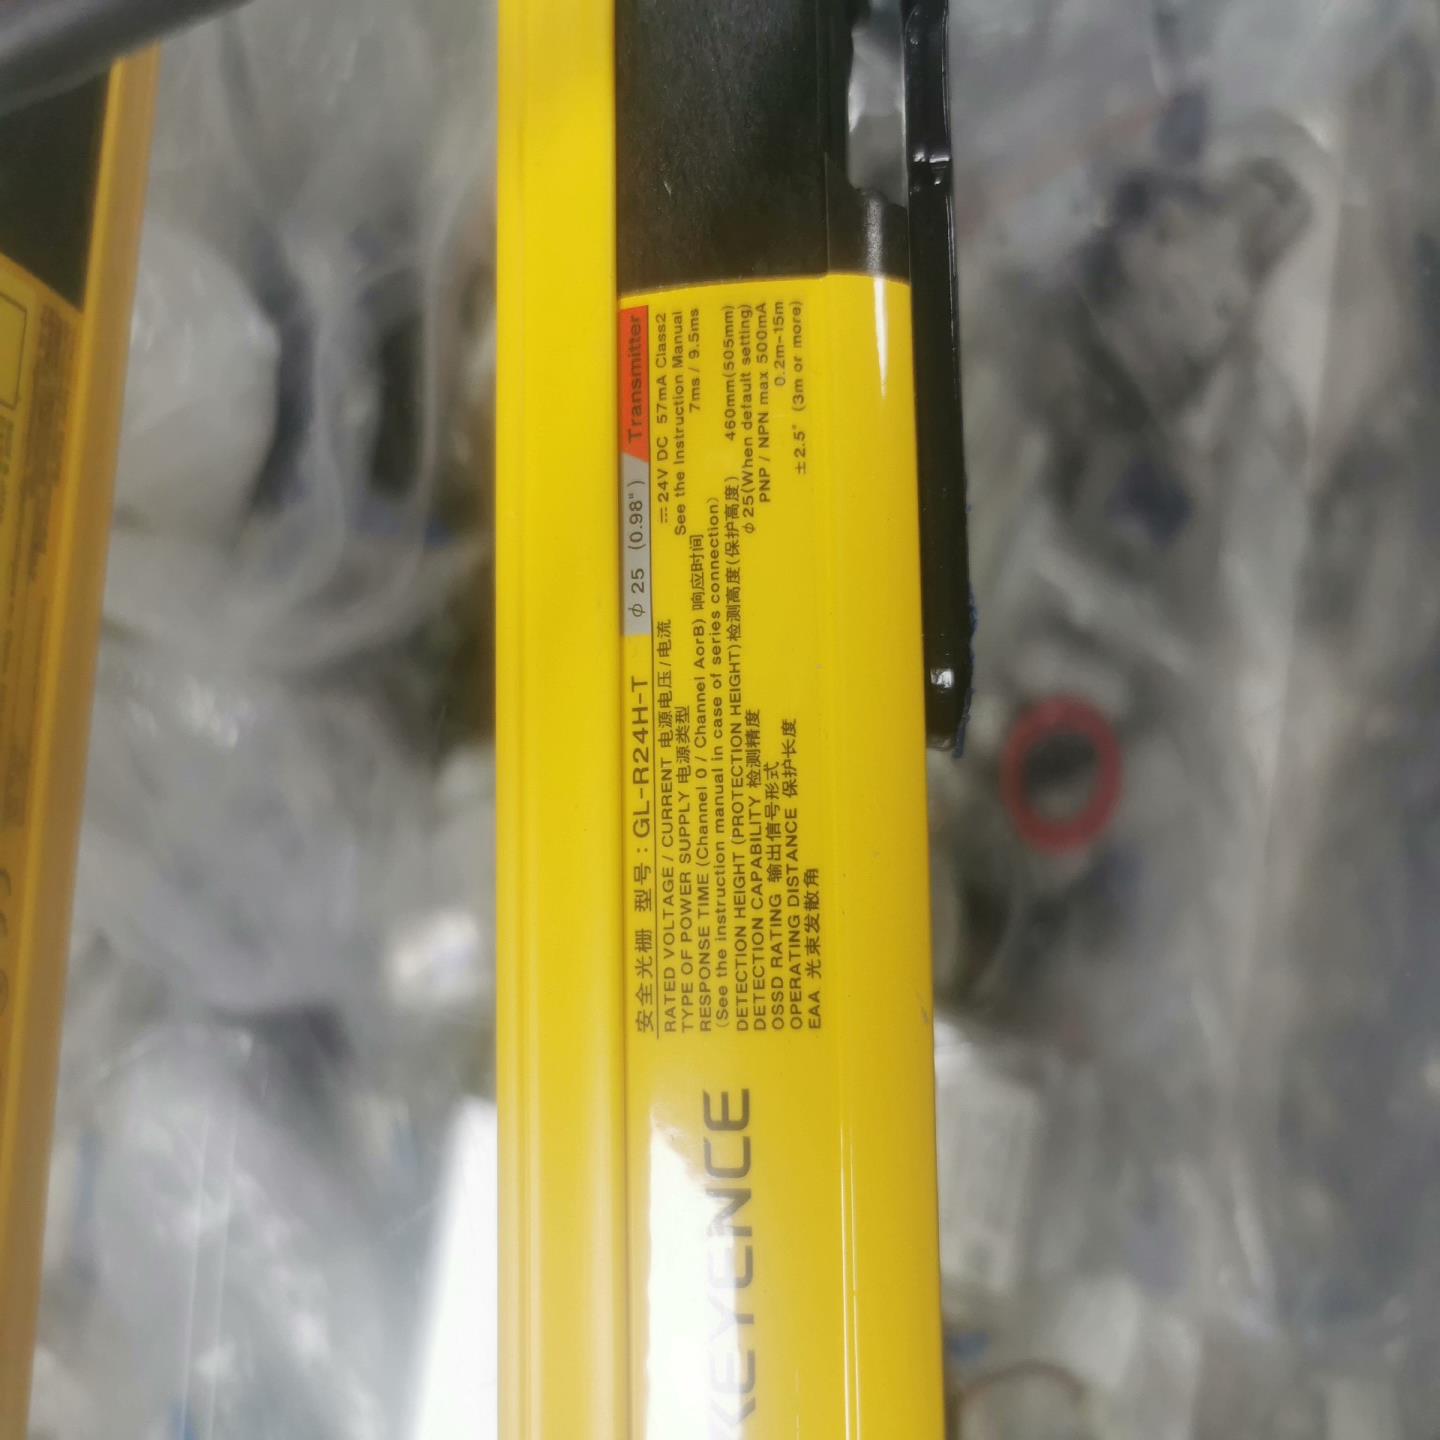 安全光栅 型号:GL-R24H-T φ25 (0.98") Transmitter
RATED VOLTAGE / CURRENT 电源电压/电流 ⎓ 24V DC 57mA Class2
TYPE OF POWER SUPPLY 电源类型 See the Instruction Manual
RESPONSE TIME (Channel 0 / Channel AorB) 响应时间 7ms / 9.5ms
(See the instruction manual in case of series connection)
DETECTION HEIGHT (PROTECTION HEIGHT)检测高度(保护高度) 460mm(505mm)
DETECTION CAPABILITY 检测精度 φ25(When default setting)
OSSD RATING 输出信号形式 PNP / NPN max 500mA
OPERATING DISTANCE 保护长度 0.2m-15m
EAA 光束发散角 ±2.5° (3m or more)
KEYENCE